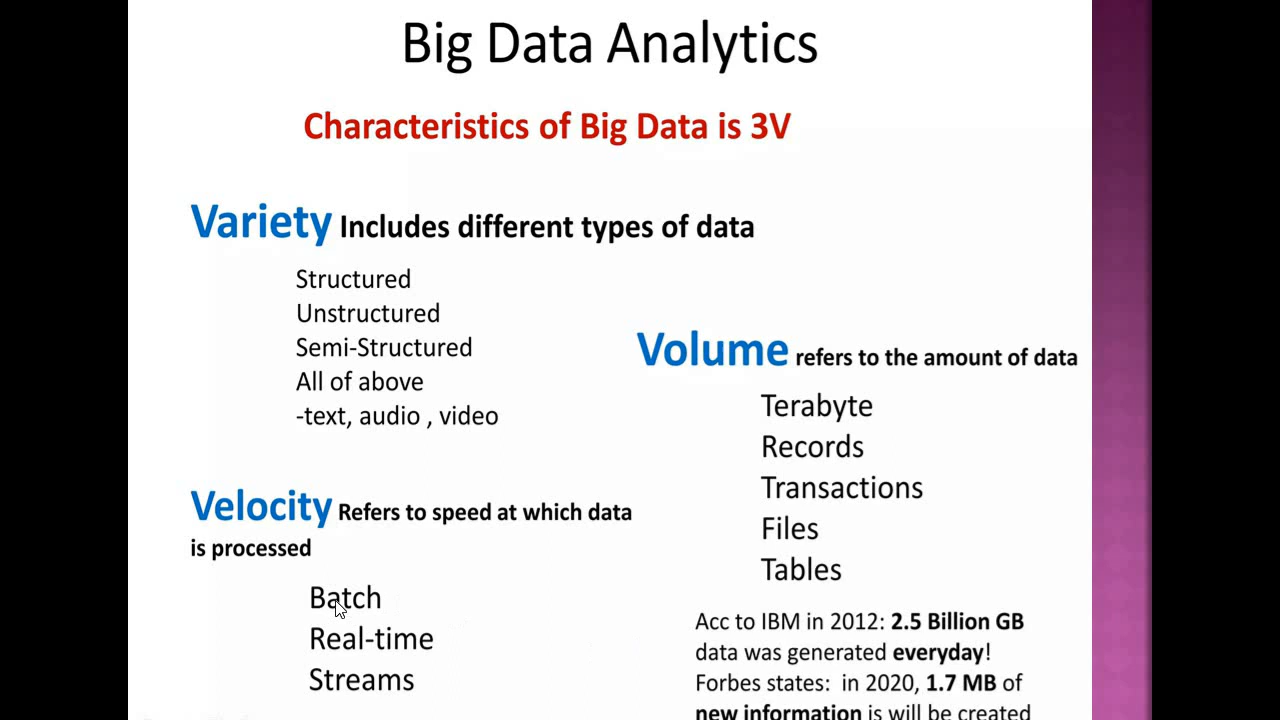 Big Data Analytics
Characteristics of Big Data is 3V
Variety Includes different types of data
Structured
Unstructured
Semi-Structured
All of above
-text, audio , video
Velocity Refers to speed at which data
is processed
Batch
Real-time
Streams
Volume refers to the amount of data
Terabyte
Records
Transactions
Files
Tables
Acc to IBM in 2012: 2.5 Billion GB
data was generated everyday!
Forbes states: in 2020, 1.7 MB of
new information is will be created